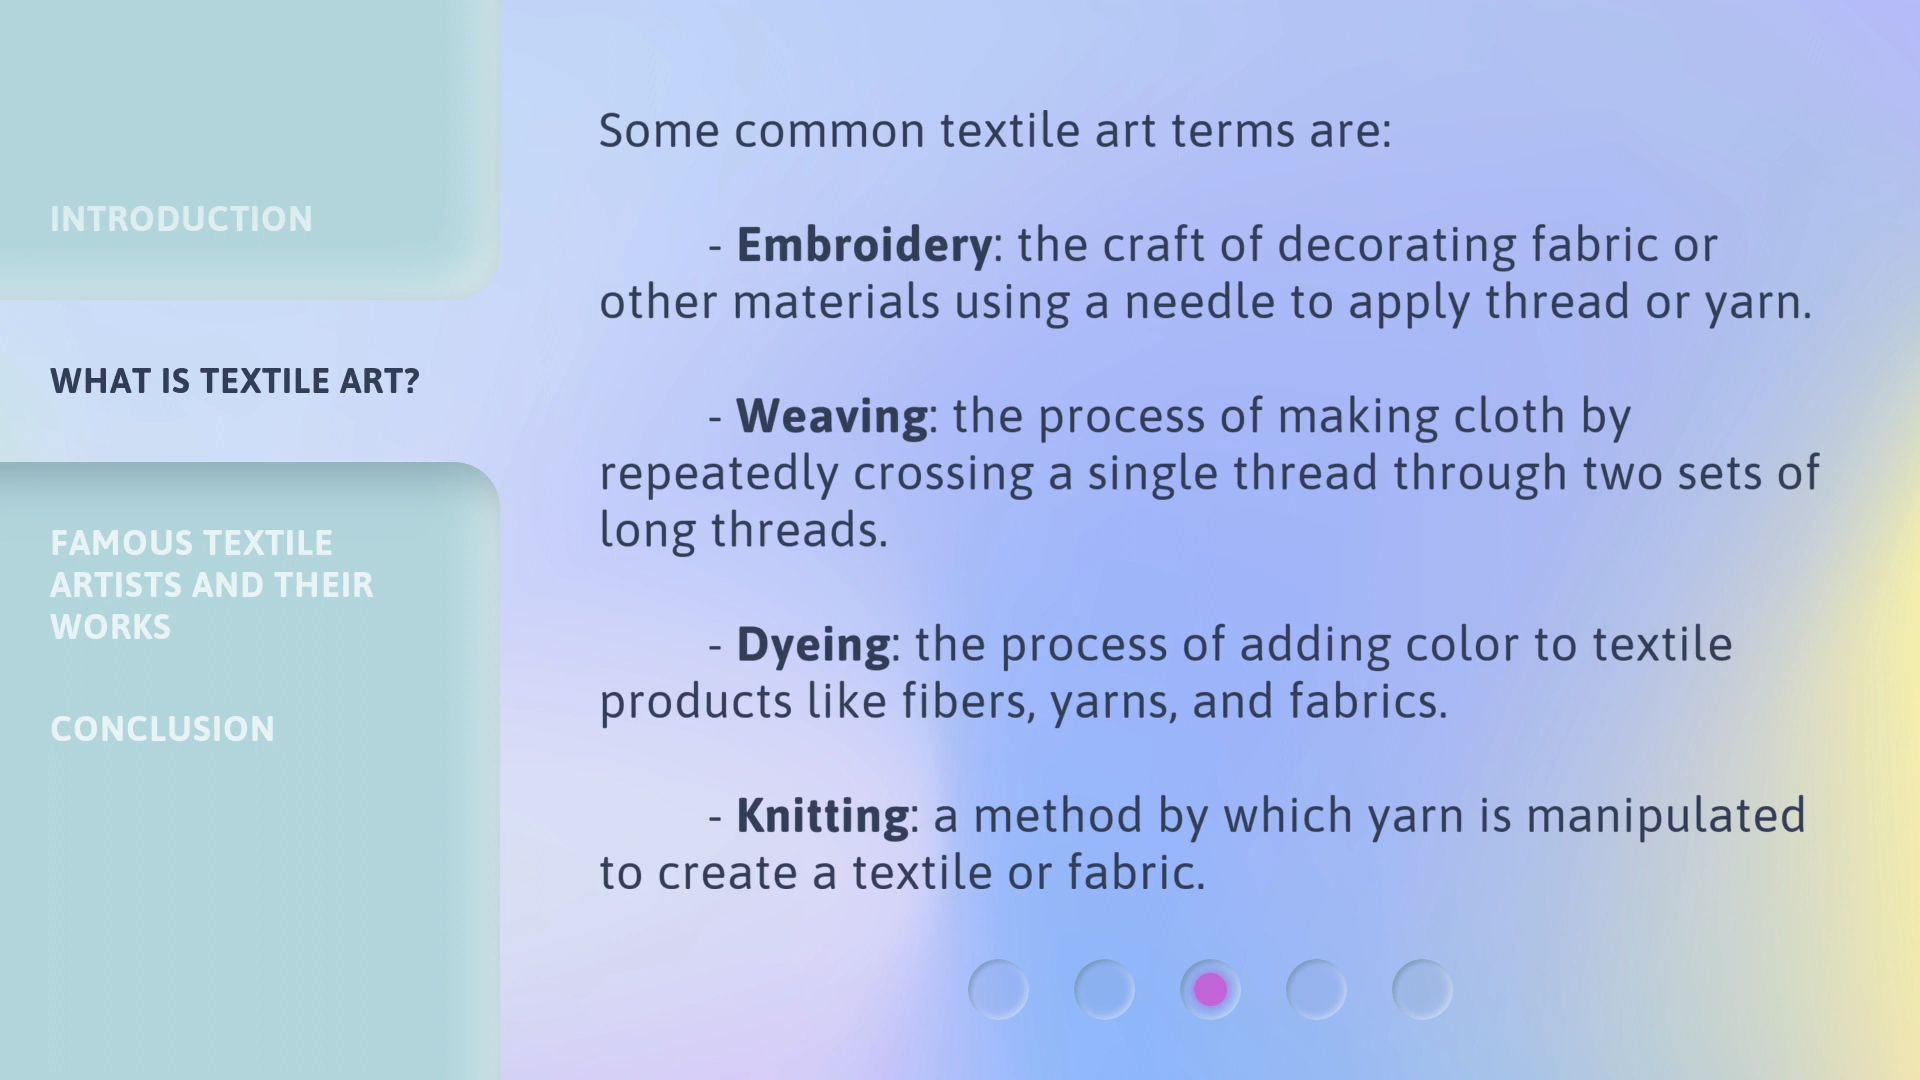 INTRODUCTION
WHAT IS TEXTILE ART?
FAMOUS TEXTILE
ARTISTS AND THEIR
WORKS
CONCLUSION
Some common textile art terms are:
- Embroidery: the craft of decorating fabric or
other materials using a needle to apply thread or yarn.
- Weaving: the process of making cloth by
repeatedly crossing a single thread through two sets of
long threads.
- Dyeing: the process of adding color to textile
products like fibers, yarns, and fabrics.
- Knitting: a method by which yarn is manipulated
to create a textile or fabric.